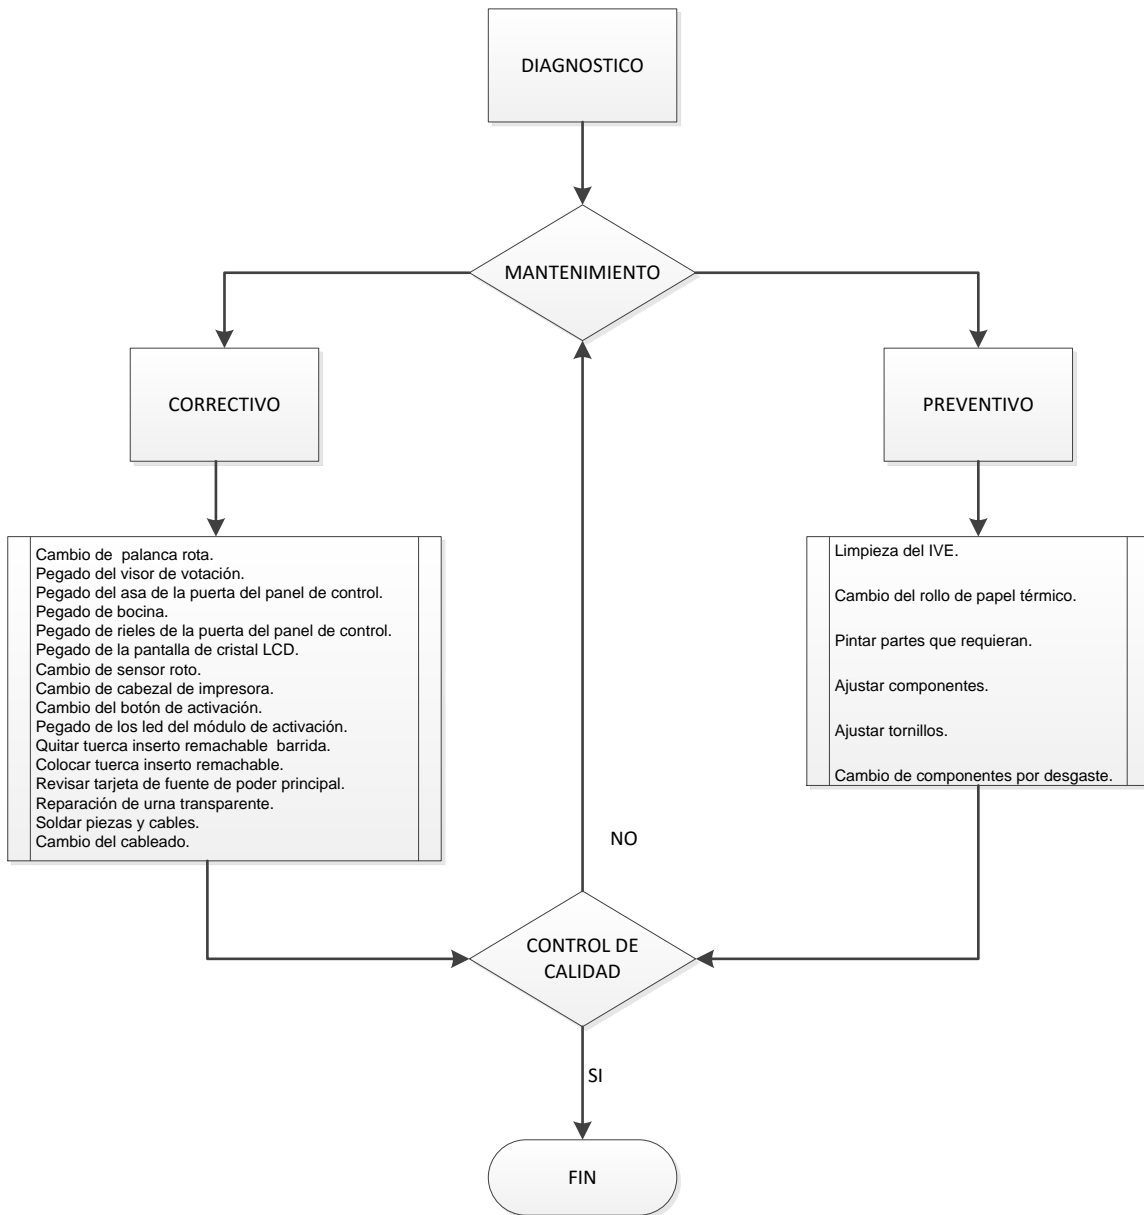 DIAGNOSTICO
MANTENIMIENTO
CORRECTIVO
PREVENTIVO
Cambio de  palanca rota.
Pegado del visor de votación.
Pegado del asa de la puerta del panel de control.
Pegado de bocina.
Pegado de rieles de la puerta del panel de control.
Pegado de la pantalla de cristal LCD.
Cambio de sensor roto.
Cambio de cabezal de impresora.
Cambio del botón de activación.
Pegado de los led del módulo de activación.
Quitar tuerca inserto remachable  barrida.
Colocar tuerca inserto remachable.
Revisar tarjeta de fuente de poder principal.
Reparación de urna transparente.
Soldar piezas y cables.
Cambio del cableado.
Limpieza del IVE.
Cambio del rollo de papel térmico.
Pintar partes que requieran.
Ajustar componentes.
Ajustar tornillos.
Cambio de componentes por desgaste.
NO
CONTROL DE
CALIDAD
SI
FIN